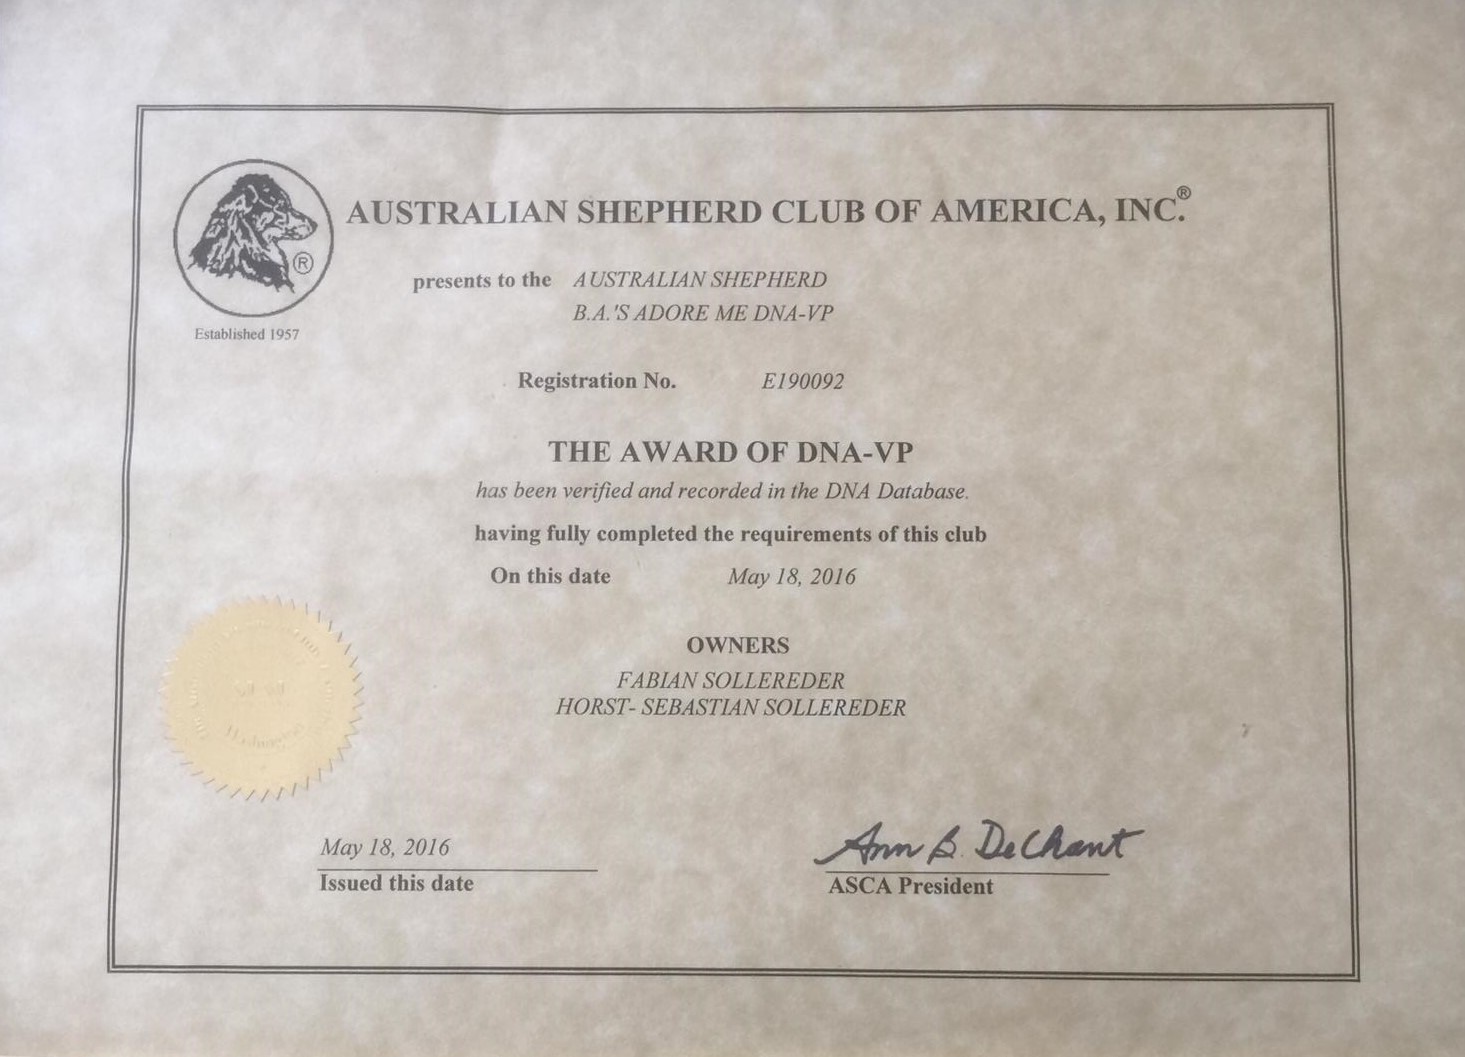 AUSTRALIAN SHEPHERD CLUB OF AMERICA, INC.®
®
Established 1957
presents to the AUSTRALIAN SHEPHERD
B.A.'S ADORE ME DNA-VP
Registration No. E190092
THE AWARD OF DNA-VP
has been verified and recorded in the DNA Database.
having fully completed the requirements of this club
On this date May 18, 2016
OWNERS
FABIAN SOLLEREDER
HORST- SEBASTIAN SOLLEREDER
May 18, 2016
Issued this date
Ann B. DeChant
ASCA President